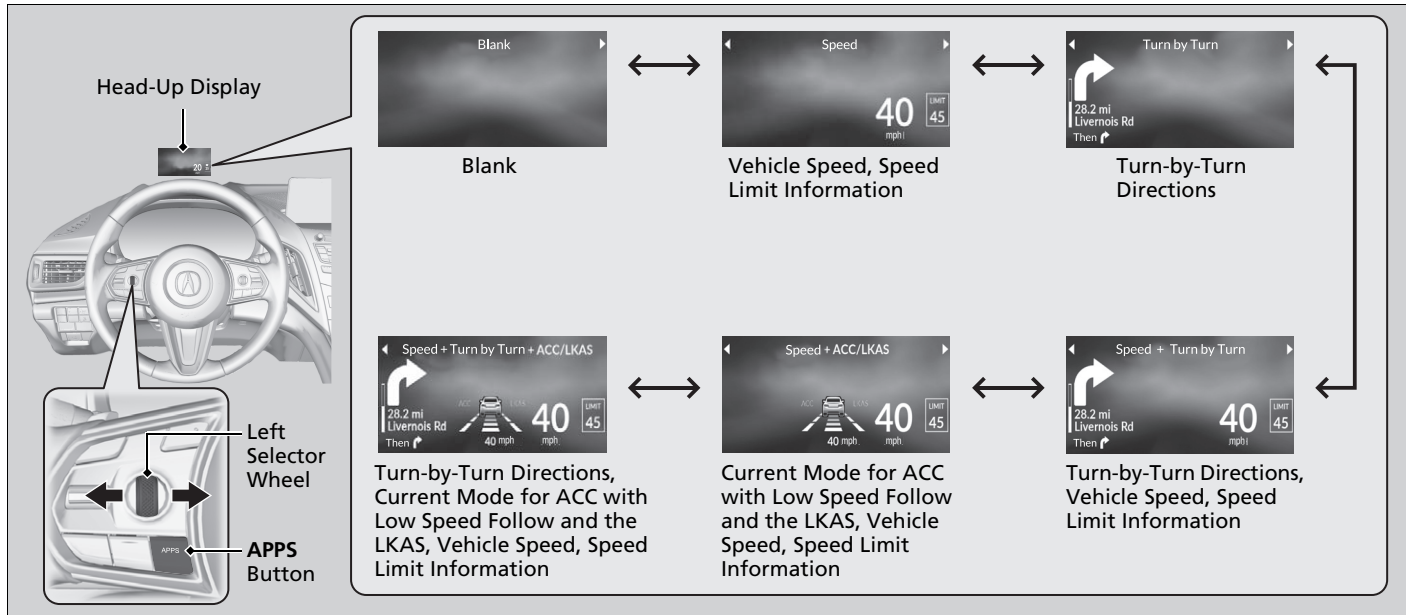 Head-Up Display
20
Left
Selector
Wheel
APPS
APPS
Button
Blank
Blank
Speed
40
mph
LIMIT
45
Vehicle Speed, Speed
Limit Information
Turn by Turn
28.2 mi
Livernois Rd
Then
Turn-by-Turn
Directions
Speed + Turn by Turn + ACC/LKAS
28.2 mi
Livernois Rd
Then
ACC LKAS
40 mph
40
mph
LIMIT
45
Turn-by-Turn Directions,
Current Mode for ACC with
Low Speed Follow and the
LKAS, Vehicle Speed, Speed
Limit Information
Speed + ACC/LKAS
ACC LKAS
40 mph
40
mph
LIMIT
45
Current Mode for ACC
with Low Speed Follow
and the LKAS, Vehicle
Speed, Speed Limit
Information
Speed + Turn by Turn
28.2 mi
Livernois Rd
Then
40
mph
LIMIT
45
Turn-by-Turn Directions,
Vehicle Speed, Speed
Limit Information